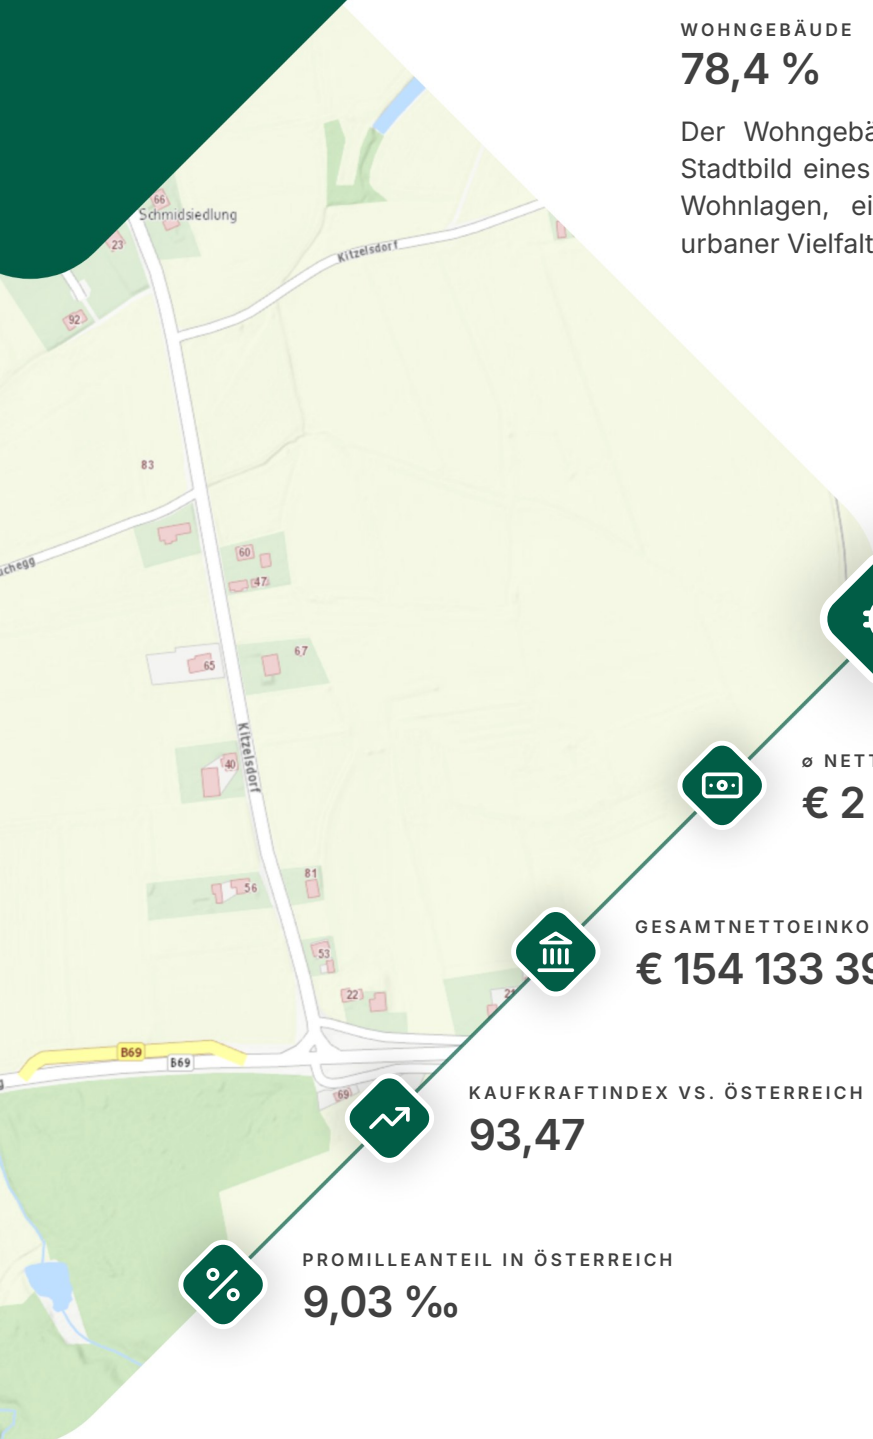 WOHNGEBÄUDE
78,4 %
Der Wohngebä
Stadtbild eines
Wohnlagen, ei
urbaner Vielfalt
66
Schmidsiedlung
23
Kitzelsdorf
92
83
chegg
60
47
67
65
Kitzelsdorf
40
81
56
53
22
2
B69
B69
69
ø NETT
€ 2
GESAMTNETTOEINKO
€ 154 133 39
KAUFKRAFTINDEX VS. ÖSTERREICH
93,47
PROMILLEANTEIL IN ÖSTERREICH
9,03 ‰